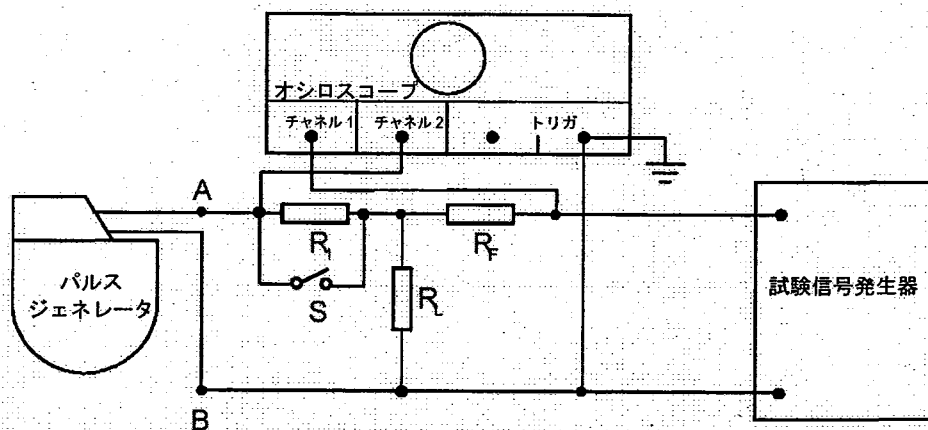 オシロスコープ
チャネル 1
チャネル 2
トリガ
A
R1
RF
S
RL
パルス
ジェネレータ
試験信号発生器
B